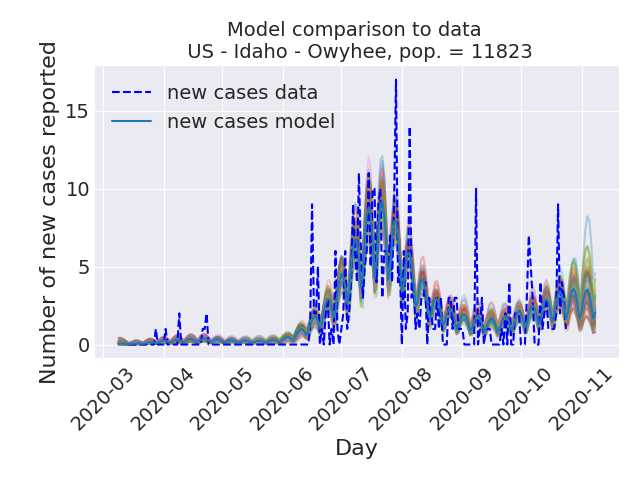 Model comparison to data
US - Idaho - Owyhee, pop. = 11823
new cases data
new cases model
Number of new cases reported
15
10
5
0
2020-03
2020-04
2020-05
2020-06
2020-07
2020-08
2020-09
2020-10
2020-11
Day